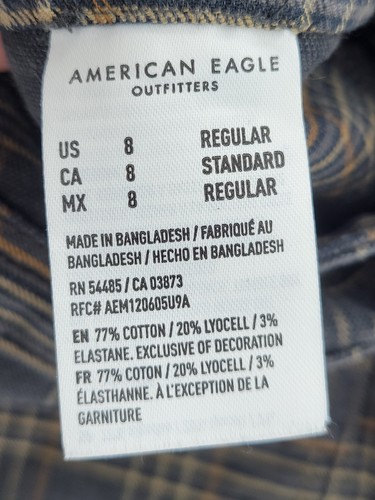 AMERICAN EAGLE
OUTFITTERS
US 8 REGULAR
CA 8 STANDARD
MX 8 REGULAR
MADE IN BANGLADESH / FABRIQUÉ AU
BANGLADESH / HECHO EN BANGLADESH
RN 54485 / CA 03873
RFC# AEM120605U9A
EN 77% COTTON / 20% LYOCELL / 3%
ELASTANE. EXCLUSIVE OF DECORATION
FR 77% COTON / 20% LYOCELL / 3%
ÉLASTHANNE. À L'EXCEPTION DE LA
GARNITURE